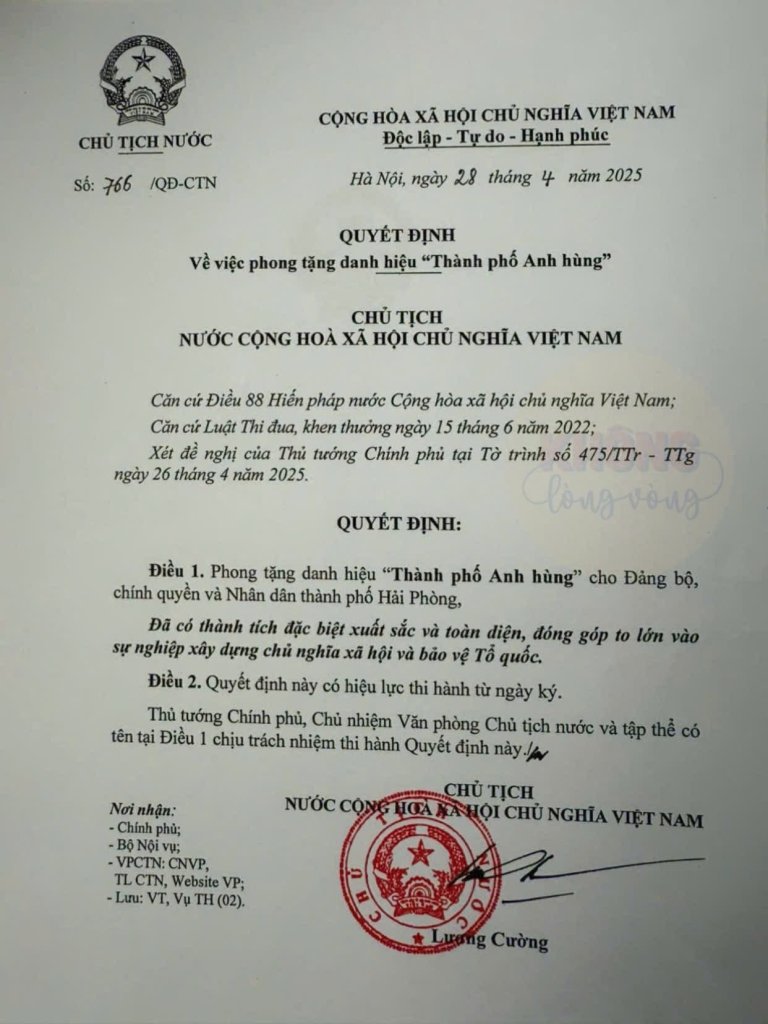 CHỦ TỊCH NƯỚC
CỘNG HÒA XÃ HỘI CHỦ NGHĨA VIỆT NAM
Độc lập - Tự do - Hạnh phúc
Số: 766 /QĐ-CTN
Hà Nội, ngày 28 tháng 4 năm 2025
QUYẾT ĐỊNH
Về việc phong tặng danh hiệu “Thành phố Anh hùng”
CHỦ TỊCH
NƯỚC CỘNG HOÀ XÃ HỘI CHỦ NGHĨA VIỆT NAM
Căn cứ Điều 88 Hiến pháp nước Cộng hòa xã hội chủ nghĩa Việt Nam;
Căn cứ Luật Thi đua, khen thưởng ngày 15 tháng 6 năm 2022;
Xét đề nghị của Thủ tướng Chính phủ tại Tờ trình số 475/TTr - TTg
ngày 26 tháng 4 năm 2025.
KHÔNG
lòng vòng
QUYẾT ĐỊNH:
Điều 1. Phong tặng danh hiệu “Thành phố Anh hùng” cho Đảng bộ,
chính quyền và Nhân dân thành phố Hải Phòng,
Đã có thành tích đặc biệt xuất sắc và toàn diện, đóng góp to lớn vào
sự nghiệp xây dựng chủ nghĩa xã hội và bảo vệ Tổ quốc.
Điều 2. Quyết định này có hiệu lực thi hành từ ngày ký.
Thủ tướng Chính phủ, Chủ nhiệm Văn phòng Chủ tịch nước và tập thể có
tên tại Điều 1 chịu trách nhiệm thi hành Quyết định này./
CHỦ TỊCH
NƯỚC CỘNG HOÀ XÃ HỘI CHỦ NGHĨA VIỆT NAM
Nơi nhận:
- Chính phủ;
- Bộ Nội vụ;
- VPCTN: CNVP,
TL CTN, Website VP;
- Lưu: VT, Vụ TH (02).
CHỦ TỊCH NƯỚC
Lương Cường